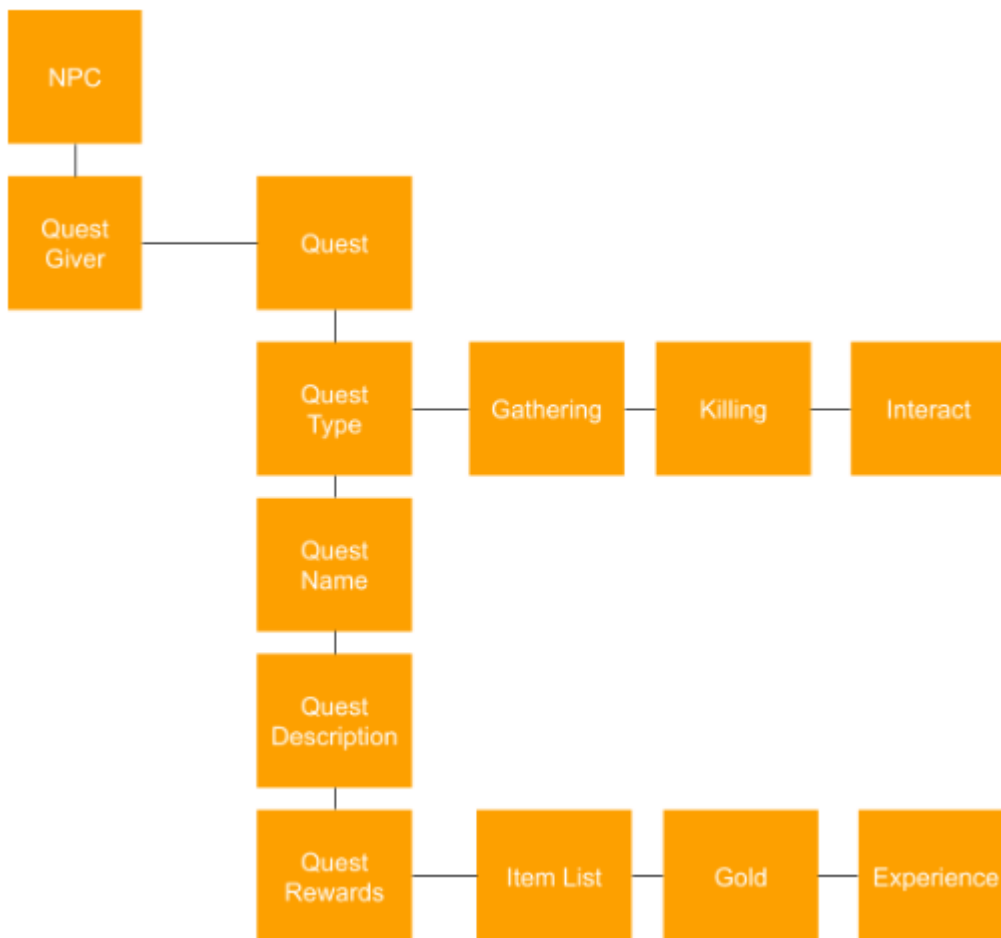 NPC
Quest
Giver
Quest
Quest
Type
Gathering
Killing
Interact
Quest
Name
Quest
Description
Quest
Rewards
Item List
Gold
Experience